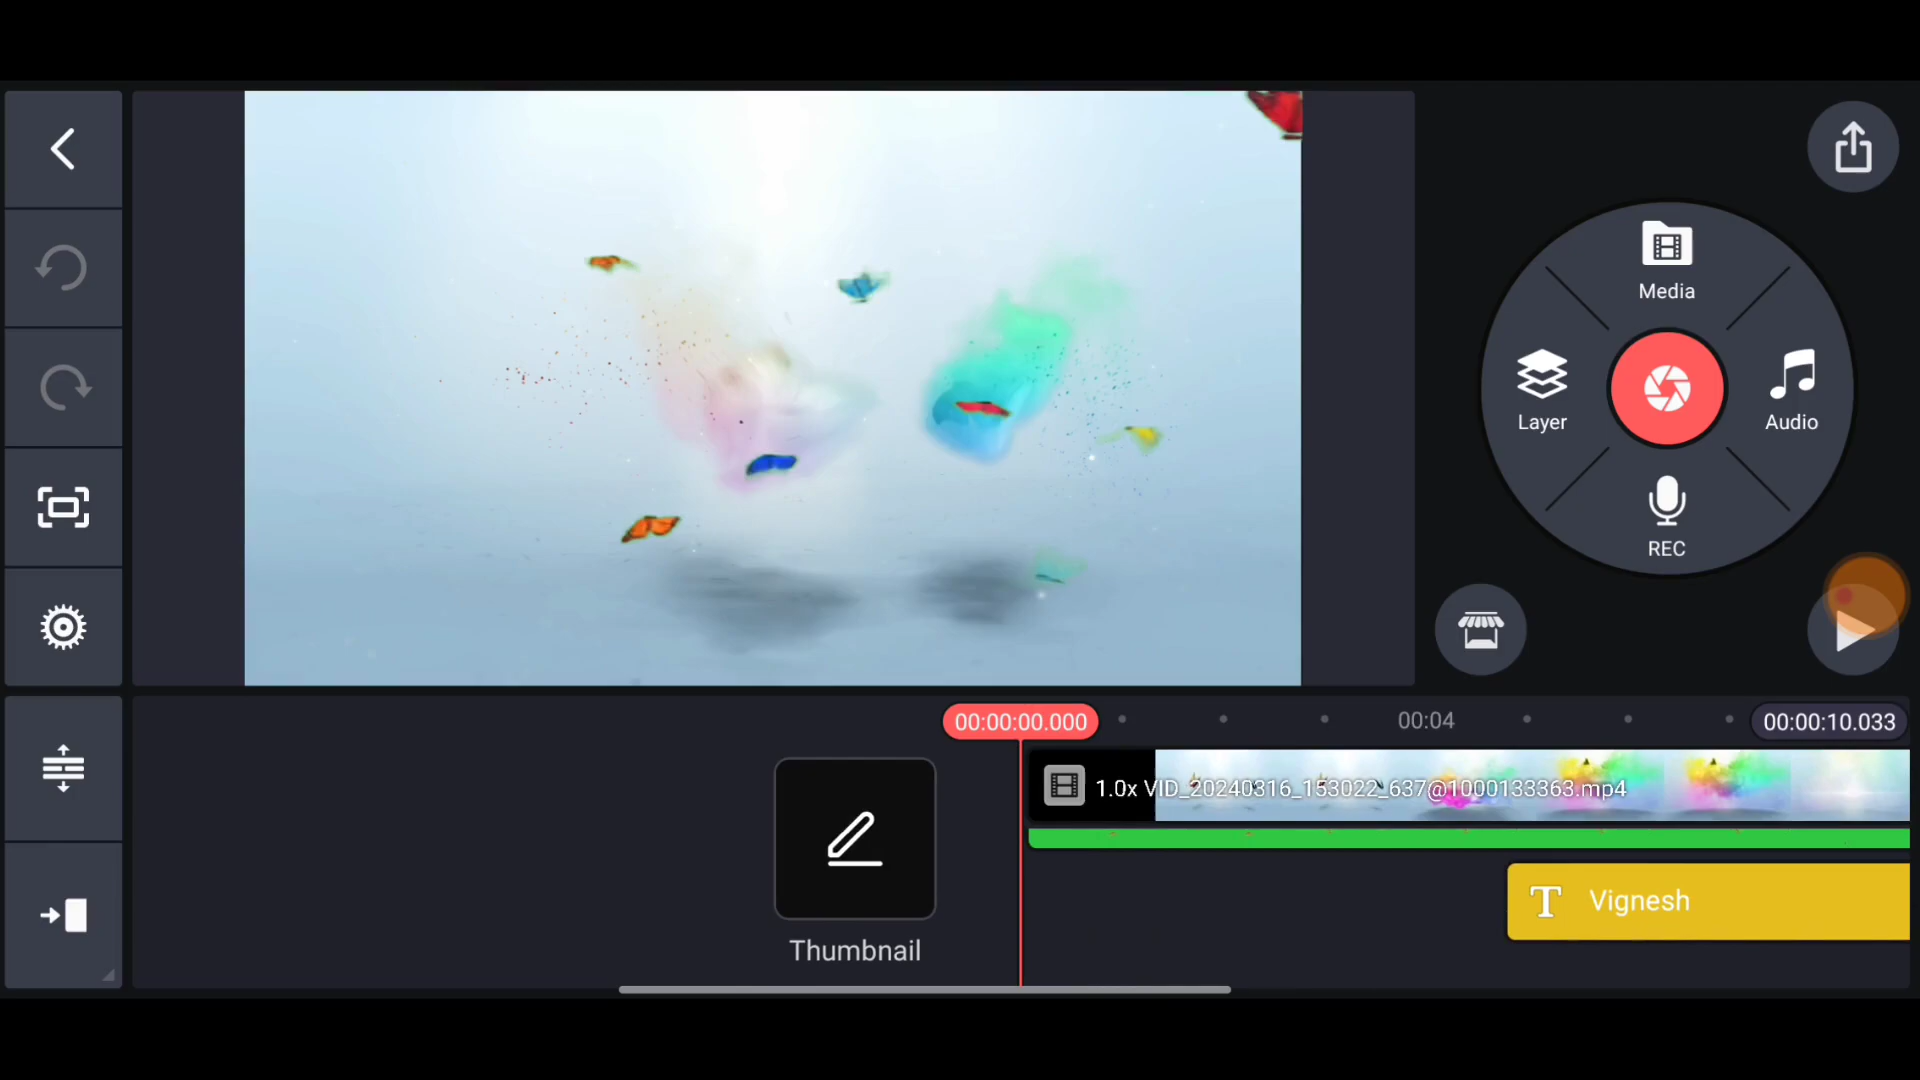 Media
Layer
Audio
REC
00:00:00.000
00:04
00:00:10.033
1.0x VID_20240316_153022_637@1000133363.mp4
T Vignesh
Thumbnail